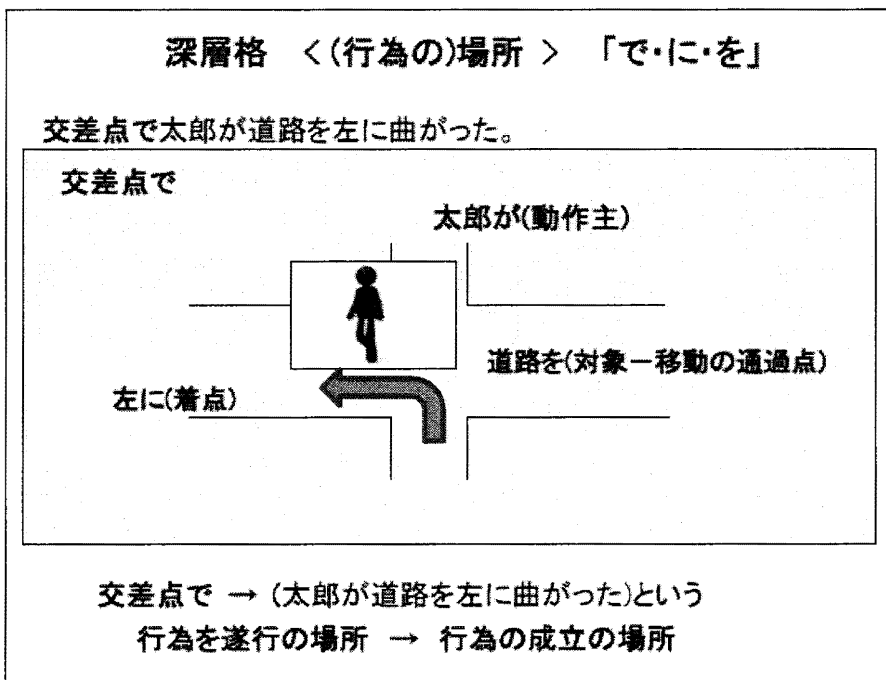 深層格 <(行為の)場所> 「で・に・を」
交差点で太郎が道路を左に曲がった。
交差点で
太郎が(動作主)
道路を(対象－移動の通過点)
左に(着点)
交差点で → (太郎が道路を左に曲がった)という
行為を遂行の場所 → 行為の成立の場所